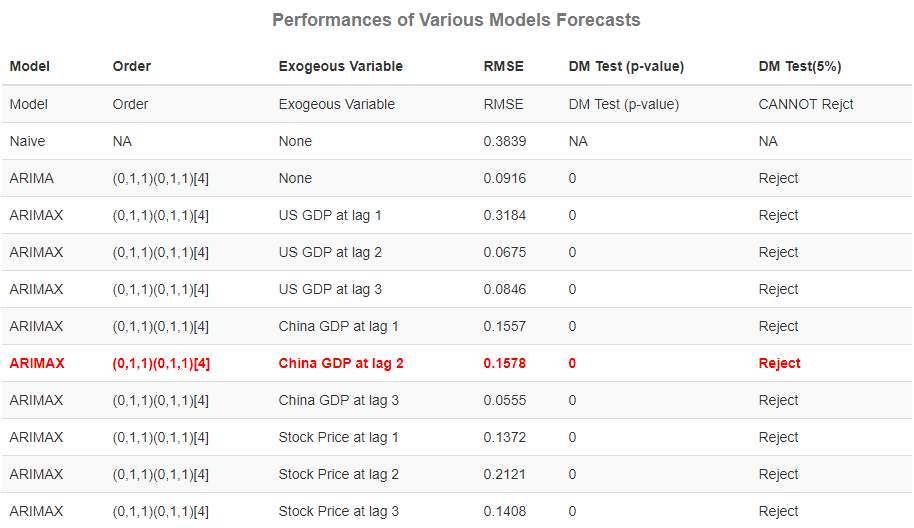 Performances of Various Models Forecasts
Model Order Exogeous Variable RMSE DM Test (p-value) DM Test(5%)
Model Order Exogeous Variable RMSE DM Test (p-value) CANNOT Rejct
Naive NA None 0.3839 NA NA
ARIMA (0,1,1)(0,1,1)[4] None 0.0916 0 Reject
ARIMAX (0,1,1)(0,1,1)[4] US GDP at lag 1 0.3184 0 Reject
ARIMAX (0,1,1)(0,1,1)[4] US GDP at lag 2 0.0675 0 Reject
ARIMAX (0,1,1)(0,1,1)[4] US GDP at lag 3 0.0846 0 Reject
ARIMAX (0,1,1)(0,1,1)[4] China GDP at lag 1 0.1557 0 Reject
ARIMAX (0,1,1)(0,1,1)[4] China GDP at lag 2 0.1578 0 Reject
ARIMAX (0,1,1)(0,1,1)[4] China GDP at lag 3 0.0555 0 Reject
ARIMAX (0,1,1)(0,1,1)[4] Stock Price at lag 1 0.1372 0 Reject
ARIMAX (0,1,1)(0,1,1)[4] Stock Price at lag 2 0.2121 0 Reject
ARIMAX (0,1,1)(0,1,1)[4] Stock Price at lag 3 0.1408 0 Reject